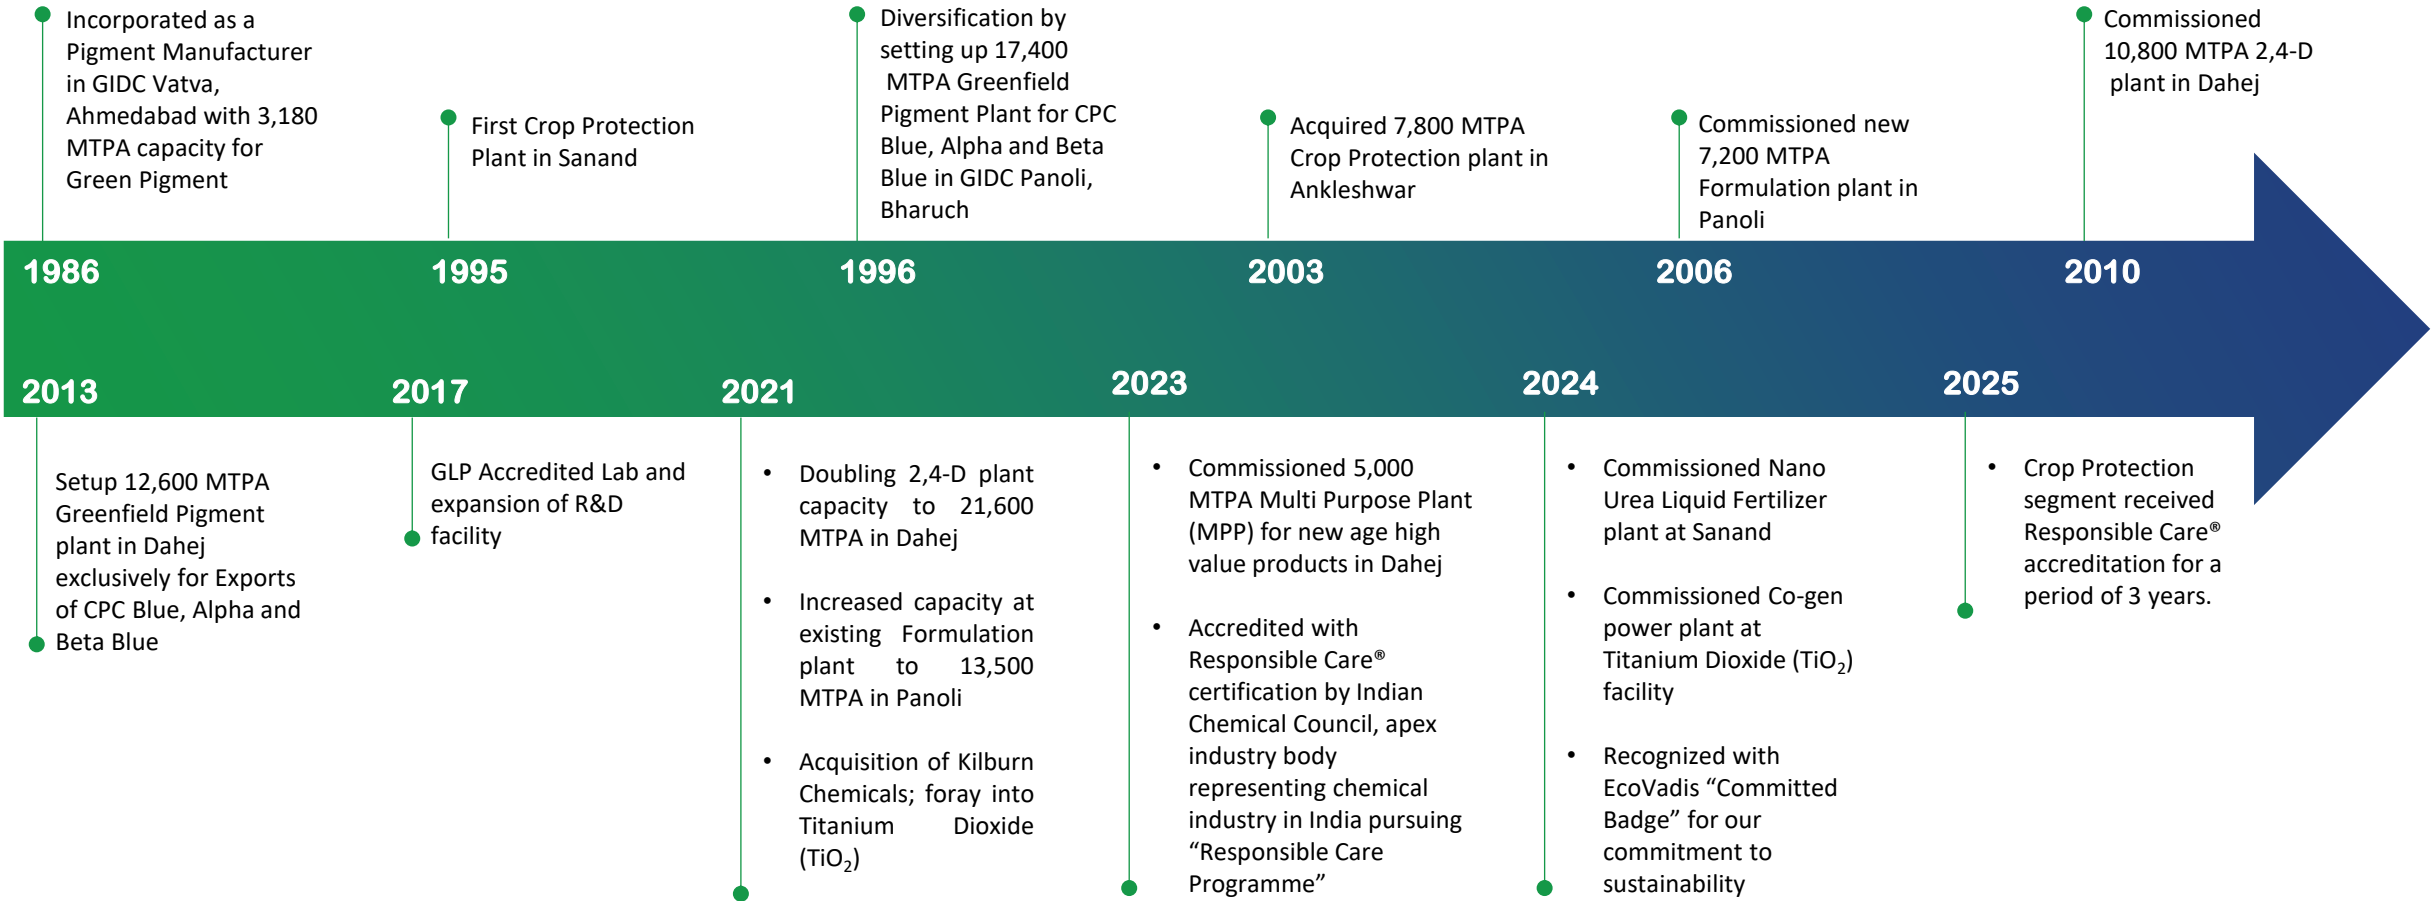 Incorporated as a
Pigment Manufacturer
in GIDC Vatva,
Ahmedabad with 3,180
MTPA capacity for
Green Pigment
1986
First Crop Protection
Plant in Sanand
1995
Diversification by
setting up 17,400
MTPA Greenfield
Pigment Plant for CPC
Blue, Alpha and Beta
Blue in GIDC Panoli,
Bharuch
1996
Acquired 7,800 MTPA
Crop Protection plant in
Ankleshwar
2003
Commissioned new
7,200 MTPA
Formulation plant in
Panoli
2006
Commissioned
10,800 MTPA 2,4-D
plant in Dahej
2010
2013
Setup 12,600 MTPA
Greenfield Pigment
plant in Dahej
exclusively for Exports
of CPC Blue, Alpha and
Beta Blue
2017
GLP Accredited Lab and
expansion of R&D
facility
2021
• Doubling 2,4-D plant
capacity to 21,600
MTPA in Dahej
• Increased capacity at
existing Formulation
plant to 13,500
MTPA in Panoli
• Acquisition of Kilburn
Chemicals; foray into
Titanium Dioxide
(TiO₂)
2023
• Commissioned 5,000
MTPA Multi Purpose Plant
(MPP) for new age high
value products in Dahej
• Accredited with
Responsible Care®
certification by Indian
Chemical Council, apex
industry body
representing chemical
industry in India pursuing
“Responsible Care
Programme”
2024
• Commissioned Nano
Urea Liquid Fertilizer
plant at Sanand
• Commissioned Co-gen
power plant at
Titanium Dioxide (TiO₂)
facility
• Recognized with
EcoVadis “Committed
Badge” for our
commitment to
sustainability
2025
• Crop Protection
segment received
Responsible Care®
accreditation for a
period of 3 years.